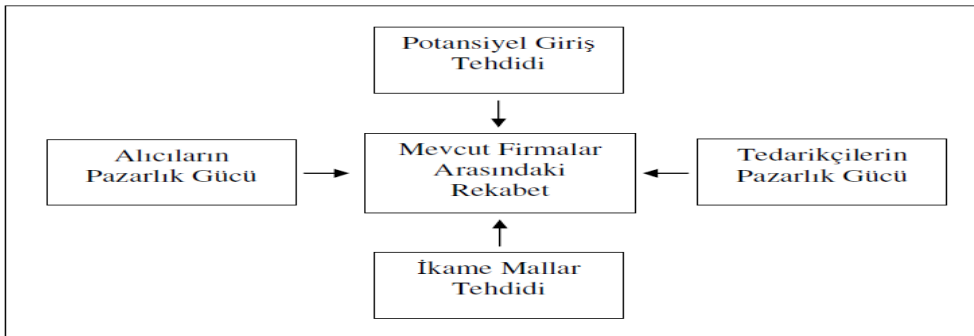 Potansiyel Giriş
Tehdidi
Alıcıların
Pazarlık Gücü
Mevcut Firmalar
Arasındaki
Rekabet
Tedarikçilerin
Pazarlık Gücü
İkame Mallar
Tehdidi